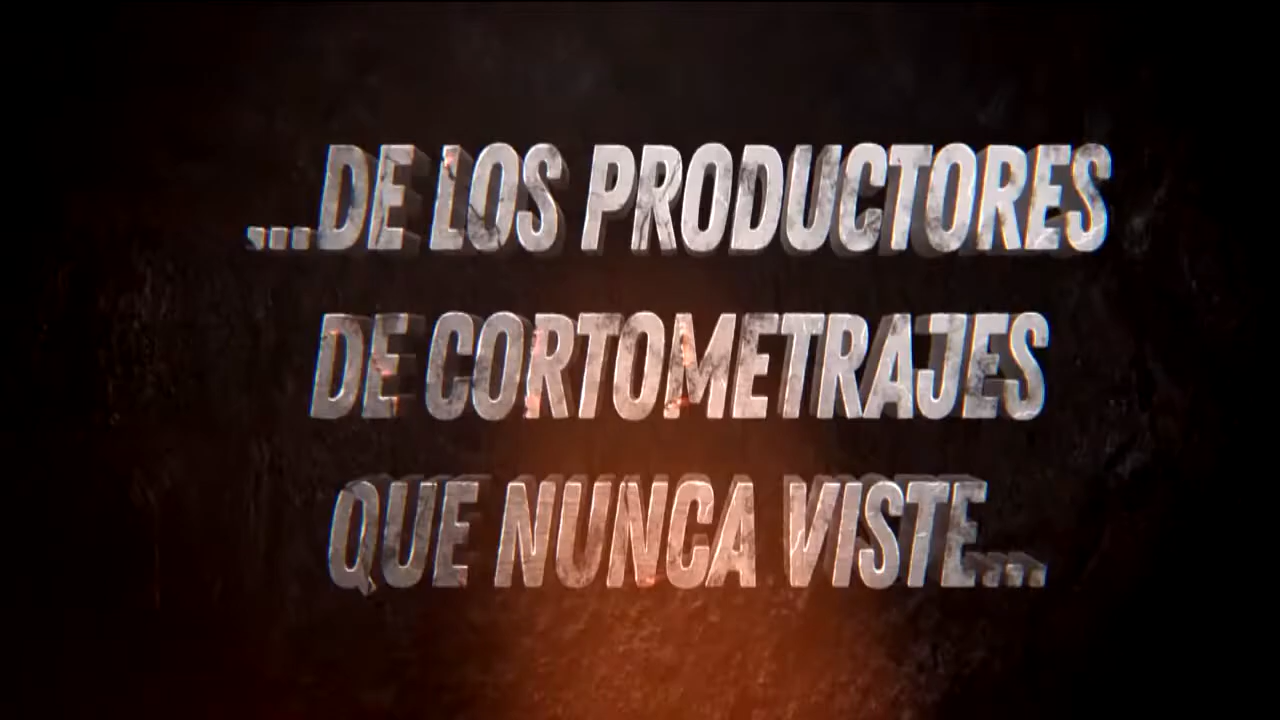 ...DE LOS PRODUCTORES
DE CORTOMETRAJES
QUE NUNCA VISTE...